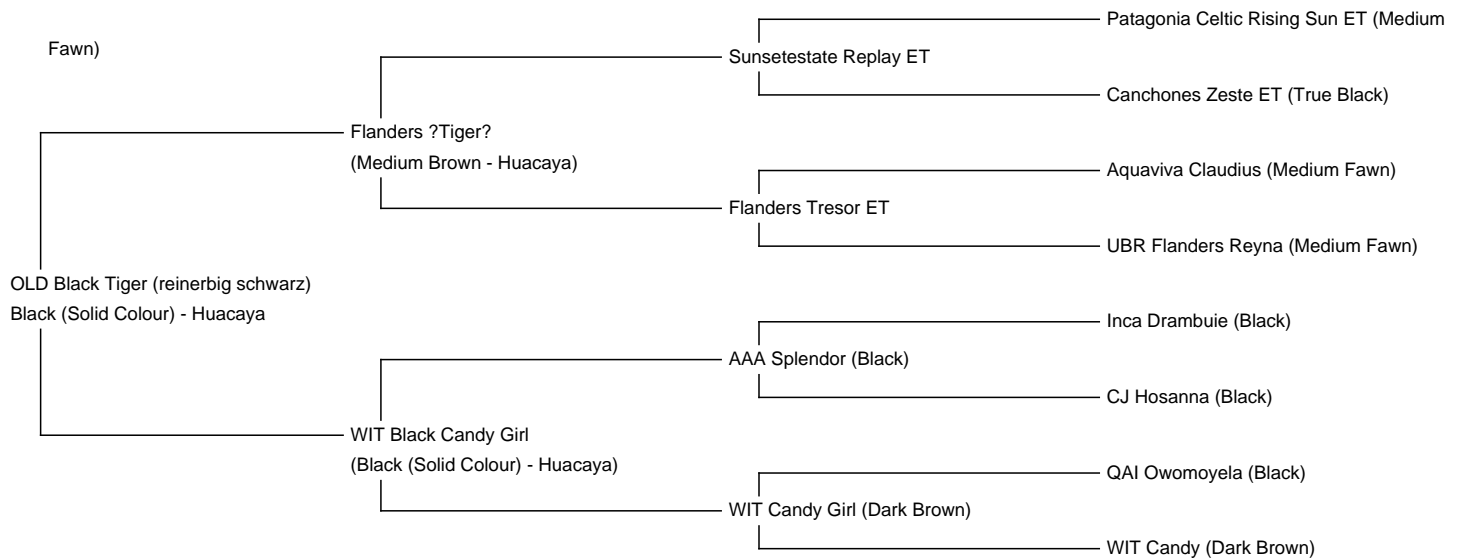 Patagonia Celtic Rising Sun ET (Medium
Fawn)
Sunsetestate Replay ET
Canchones Zeste ET (True Black)
Flanders ?Tiger?
(Medium Brown - Huacaya)
Aquaviva Claudius (Medium Fawn)
Flanders Tresor ET
UBR Flanders Reyna (Medium Fawn)
OLD Black Tiger (reinerbig schwarz)
Black (Solid Colour) - Huacaya
Inca Drambuie (Black)
AAA Splendor (Black)
CJ Hosanna (Black)
WIT Black Candy Girl
(Black (Solid Colour) - Huacaya)
QAI Owomoyela (Black)
WIT Candy Girl (Dark Brown)
WIT Candy (Dark Brown)